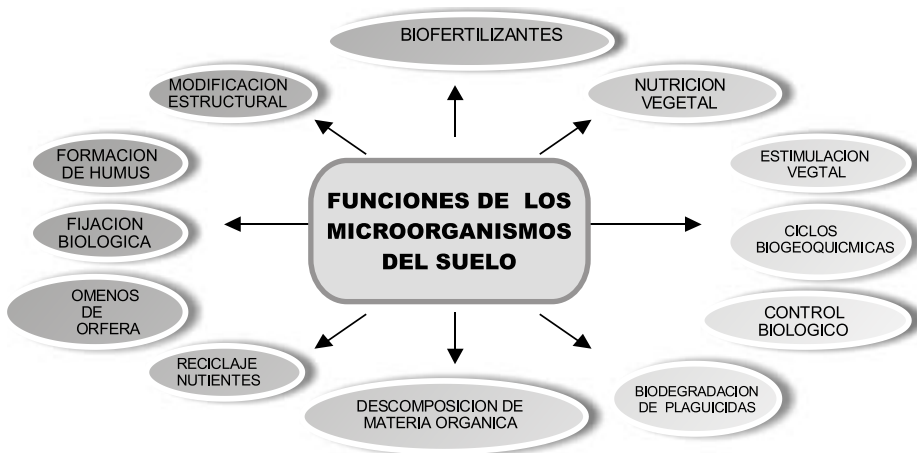 BIOFERTILIZANTES
MODIFICACION
ESTRUCTURAL
NUTRICION
VEGETAL
FORMACION
DE HUMUS
ESTIMULACION
VEGTAL
FUNCIONES DE LOS
MICROORGANISMOS
DEL SUELO
FIJACION
BIOLOGICA
CICLOS
BIOGEOQUICMICAS
OMENOS
DE
ORFERA
CONTROL
BIOLOGICO
RECICLAJE
NUTIENTES
DESCOMPOSICION DE
MATERIA ORGANICA
BIODEGRADACION
DE PLAGUICIDAS